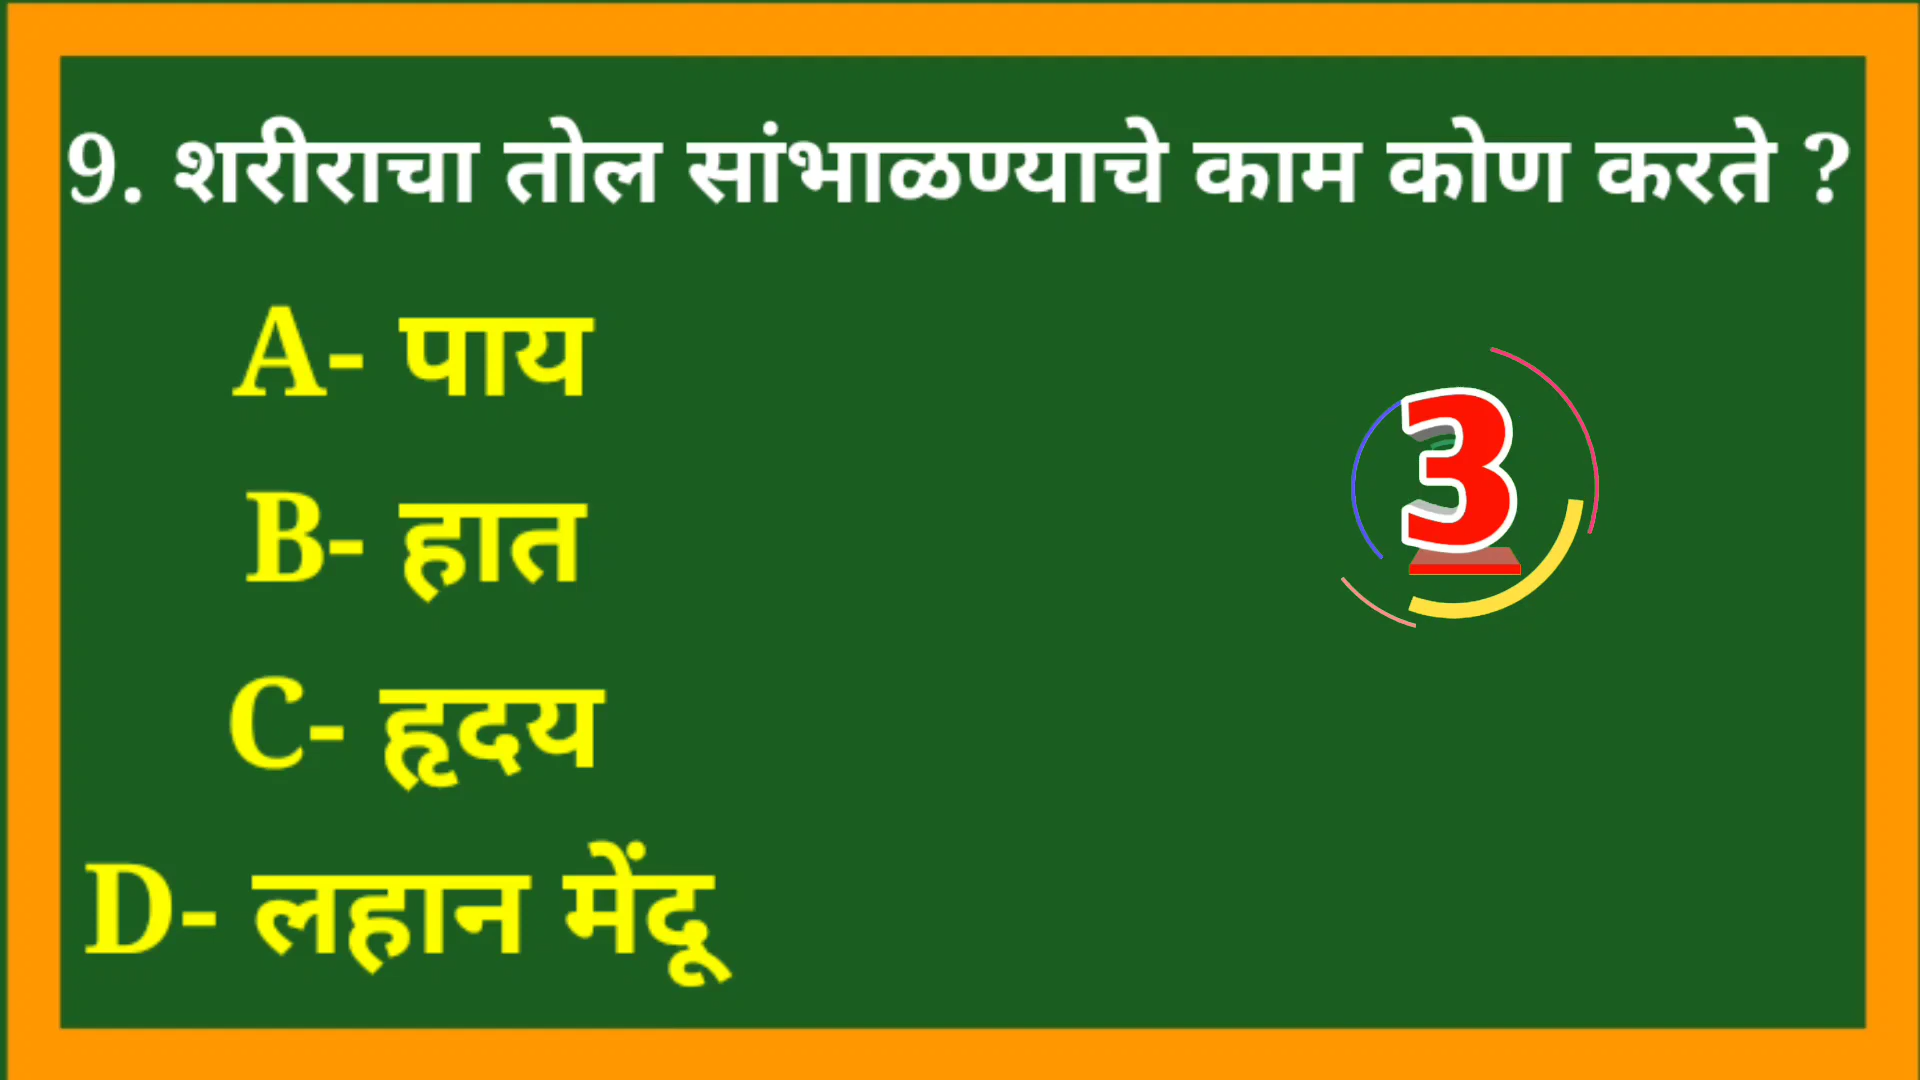 9. शरीराचा तोल सांभाळण्याचे काम कोण करते ?
A- पाय
3
B- हात
C- हृदय
D- लहान मेंदू